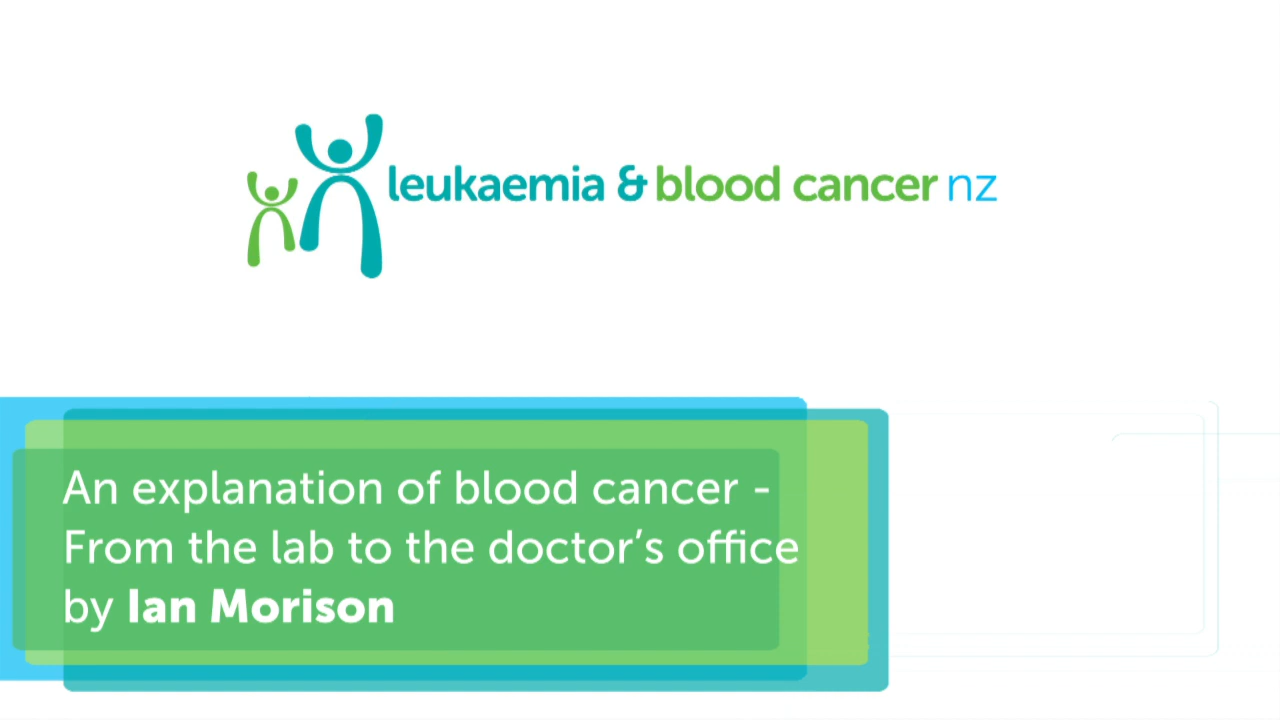 leukaemia & blood cancer nz
An explanation of blood cancer -
From the lab to the doctor’s office
by Ian Morison